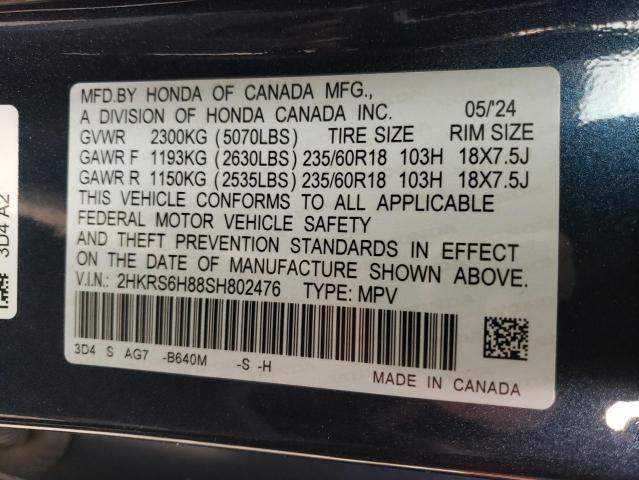 MFD.BY HONDA OF CANADA MFG.,
A DIVISION OF HONDA CANADA INC. 05/'24
GVWR 2300KG (5070LBS) TIRE SIZE RIM SIZE
GAWR F 1193KG (2630LBS) 235/60R18 103H 18X7.5J
GAWR R 1150KG (2535LBS) 235/60R18 103H 18X7.5J
THIS VEHICLE CONFORMS TO ALL APPLICABLE
FEDERAL MOTOR VEHICLE SAFETY
AND THEFT PREVENTION STANDARDS IN EFFECT
ON THE DATE OF MANUFACTURE SHOWN ABOVE.
V.I.N.: 2HKRS6H88SH802476 TYPE: MPV
3D4 S AG7 -B640M -S -H
MADE IN CANADA
3D4 A2